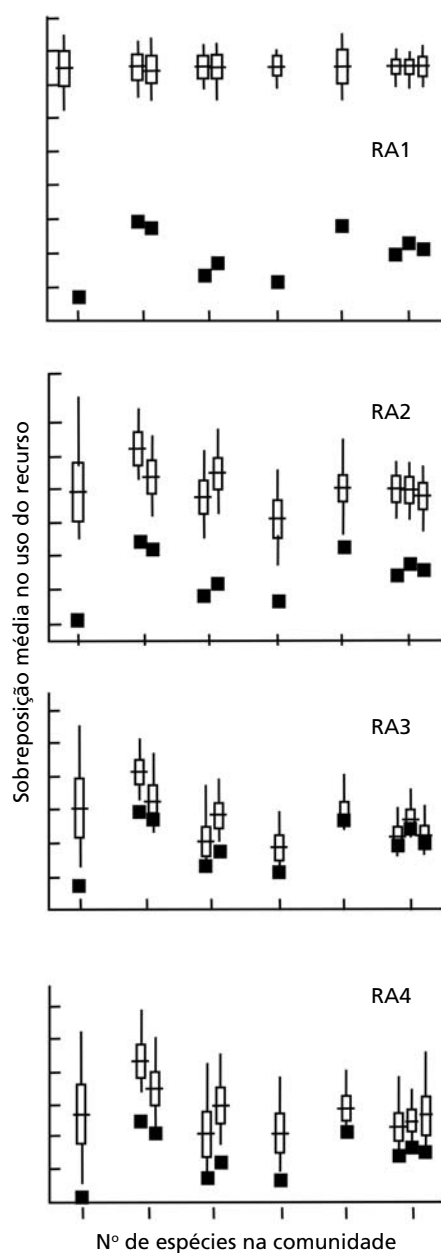 RA1
RA2
RA3
RA4
Sobreposição média no uso do recurso
Nº de espécies na comunidade